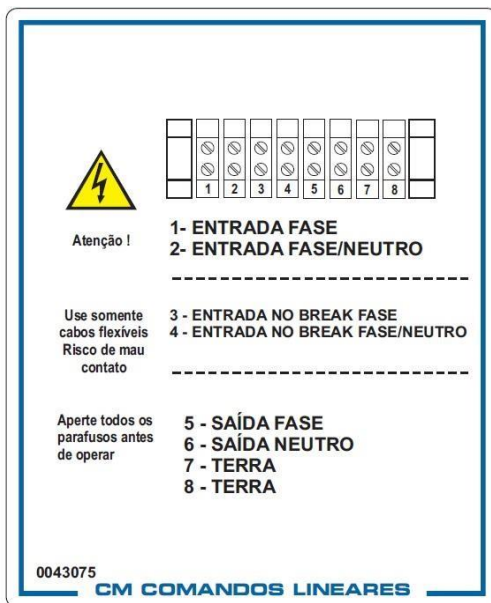 1 2 3 4 5 6 7 8
Atenção !
1- ENTRADA FASE
2- ENTRADA FASE/NEUTRO
Use somente
cabos flexíveis
Risco de mau
contato
3 - ENTRADA NO BREAK FASE
4 - ENTRADA NO BREAK FASE/NEUTRO
Aperte todos os
parafusos antes
de operar
5 - SAÍDA FASE
6 - SAÍDA NEUTRO
7 - TERRA
8 - TERRA
0043075
CM COMANDOS LINEARES